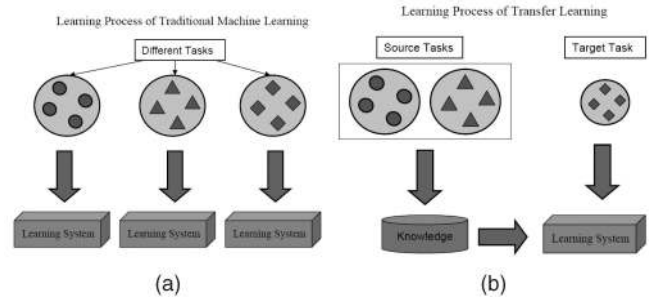 Learning Process of Traditional Machine Learning
Different Tasks
Learning System
Learning System
Learning System
(a)
Learning Process of Transfer Learning
Source Tasks
Target Task
Knowledge
Learning System
(b)